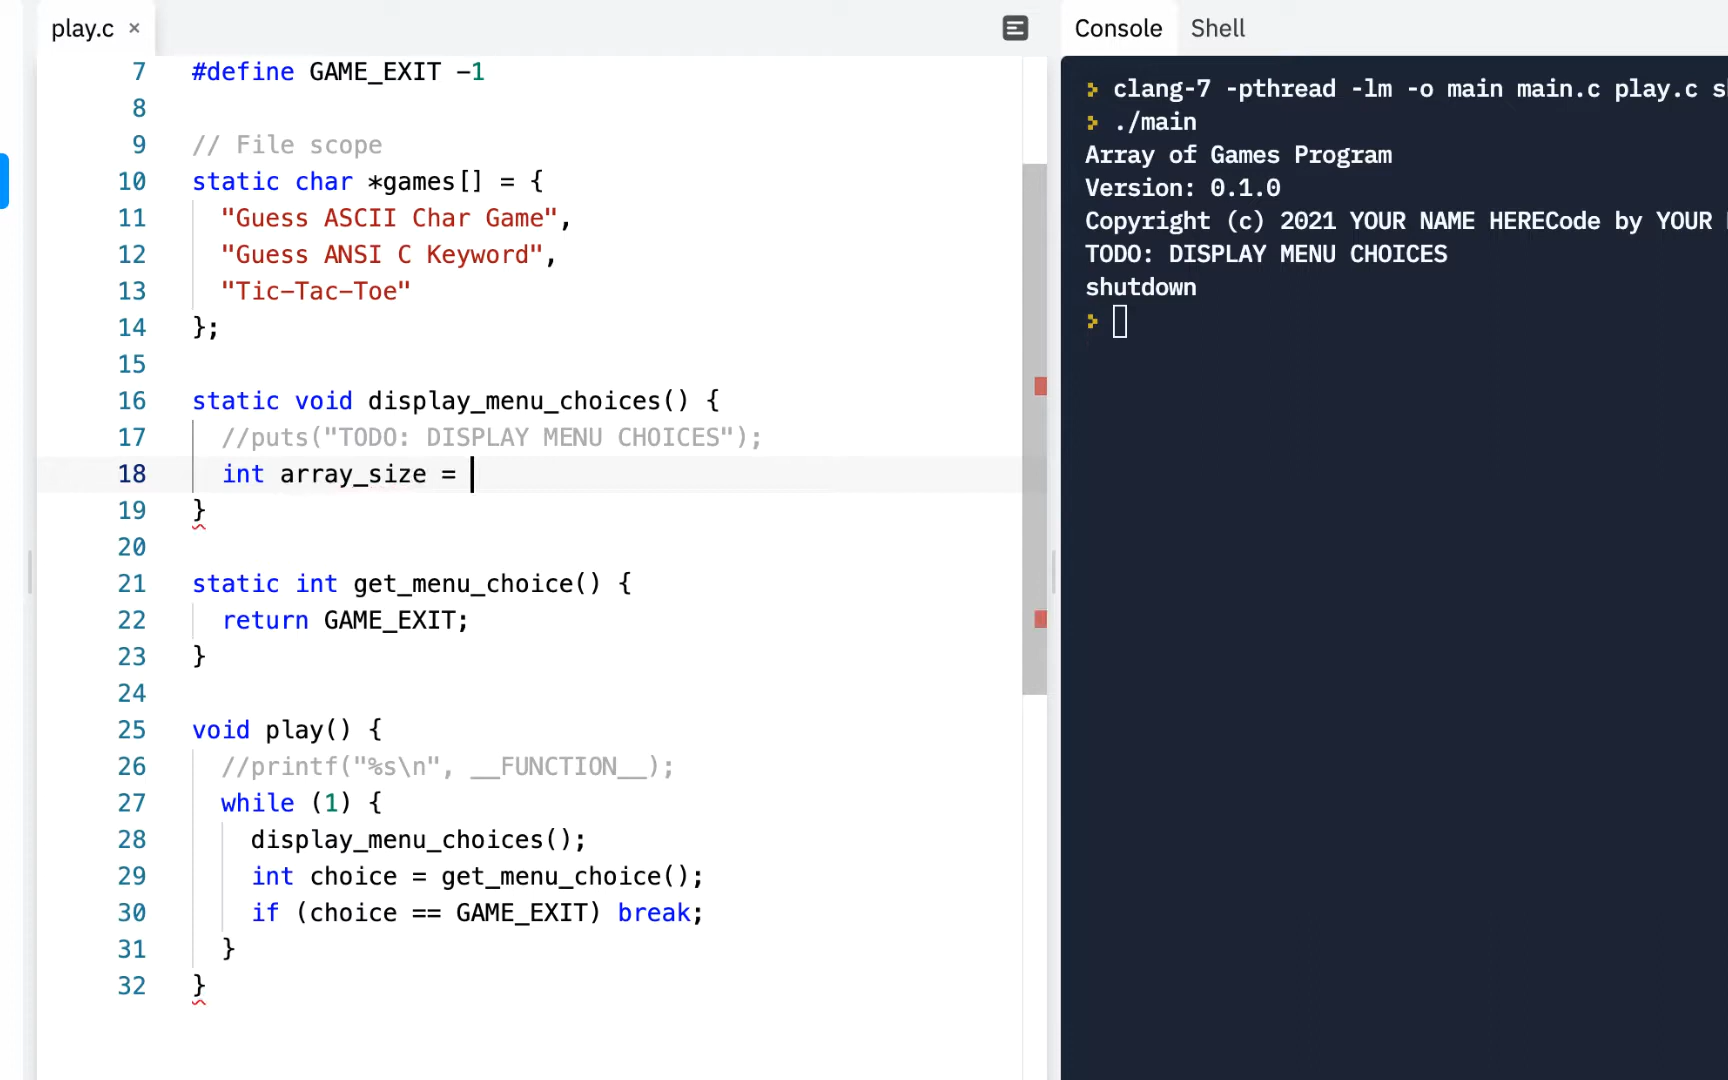 play.c ×
7 #define GAME_EXIT -1
8
9 // File scope
10 static char *games[] = {
11 "Guess ASCII Char Game",
12 "Guess ANSI C Keyword",
13 "Tic-Tac-Toe"
14 };
15
16 static void display_menu_choices() {
17 //puts("TODO: DISPLAY MENU CHOICES");
18 int array_size =
19 }
20
21 static int get_menu_choice() {
22 return GAME_EXIT;
23 }
24
25 void play() {
26 //printf("%s\n", __FUNCTION__);
27 while (1) {
28 display_menu_choices();
29 int choice = get_menu_choice();
30 if (choice == GAME_EXIT) break;
31 }
32 }
Console Shell
clang-7 -pthread -lm -o main main.c play.c
./main
Array of Games Program
Version: 0.1.0
Copyright (c) 2021 YOUR NAME HERECode by YOUR
TODO: DISPLAY MENU CHOICES
shutdown